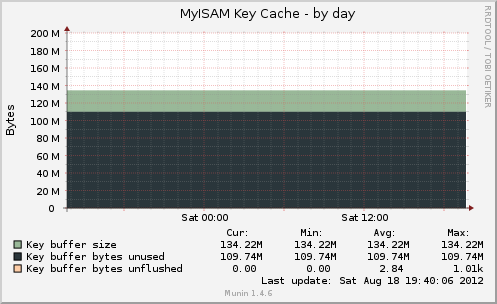 MyISAM Key Cache - by day
RRDTOOL / TOBI OETIKER
Bytes
200 M
180 M
160 M
140 M
120 M
100 M
80 M
60 M
40 M
20 M
0
Sat 00:00 Sat 12:00
Cur: Min: Avg: Max:
Key buffer size 134.22M 134.22M 134.22M 134.22M
Key buffer bytes unused 109.74M 109.74M 109.74M 109.74M
Key buffer bytes unflushed 0.00 0.00 2.84 1.01k
Last update: Sat Aug 18 19:40:06 2012
Munin 1.4.6